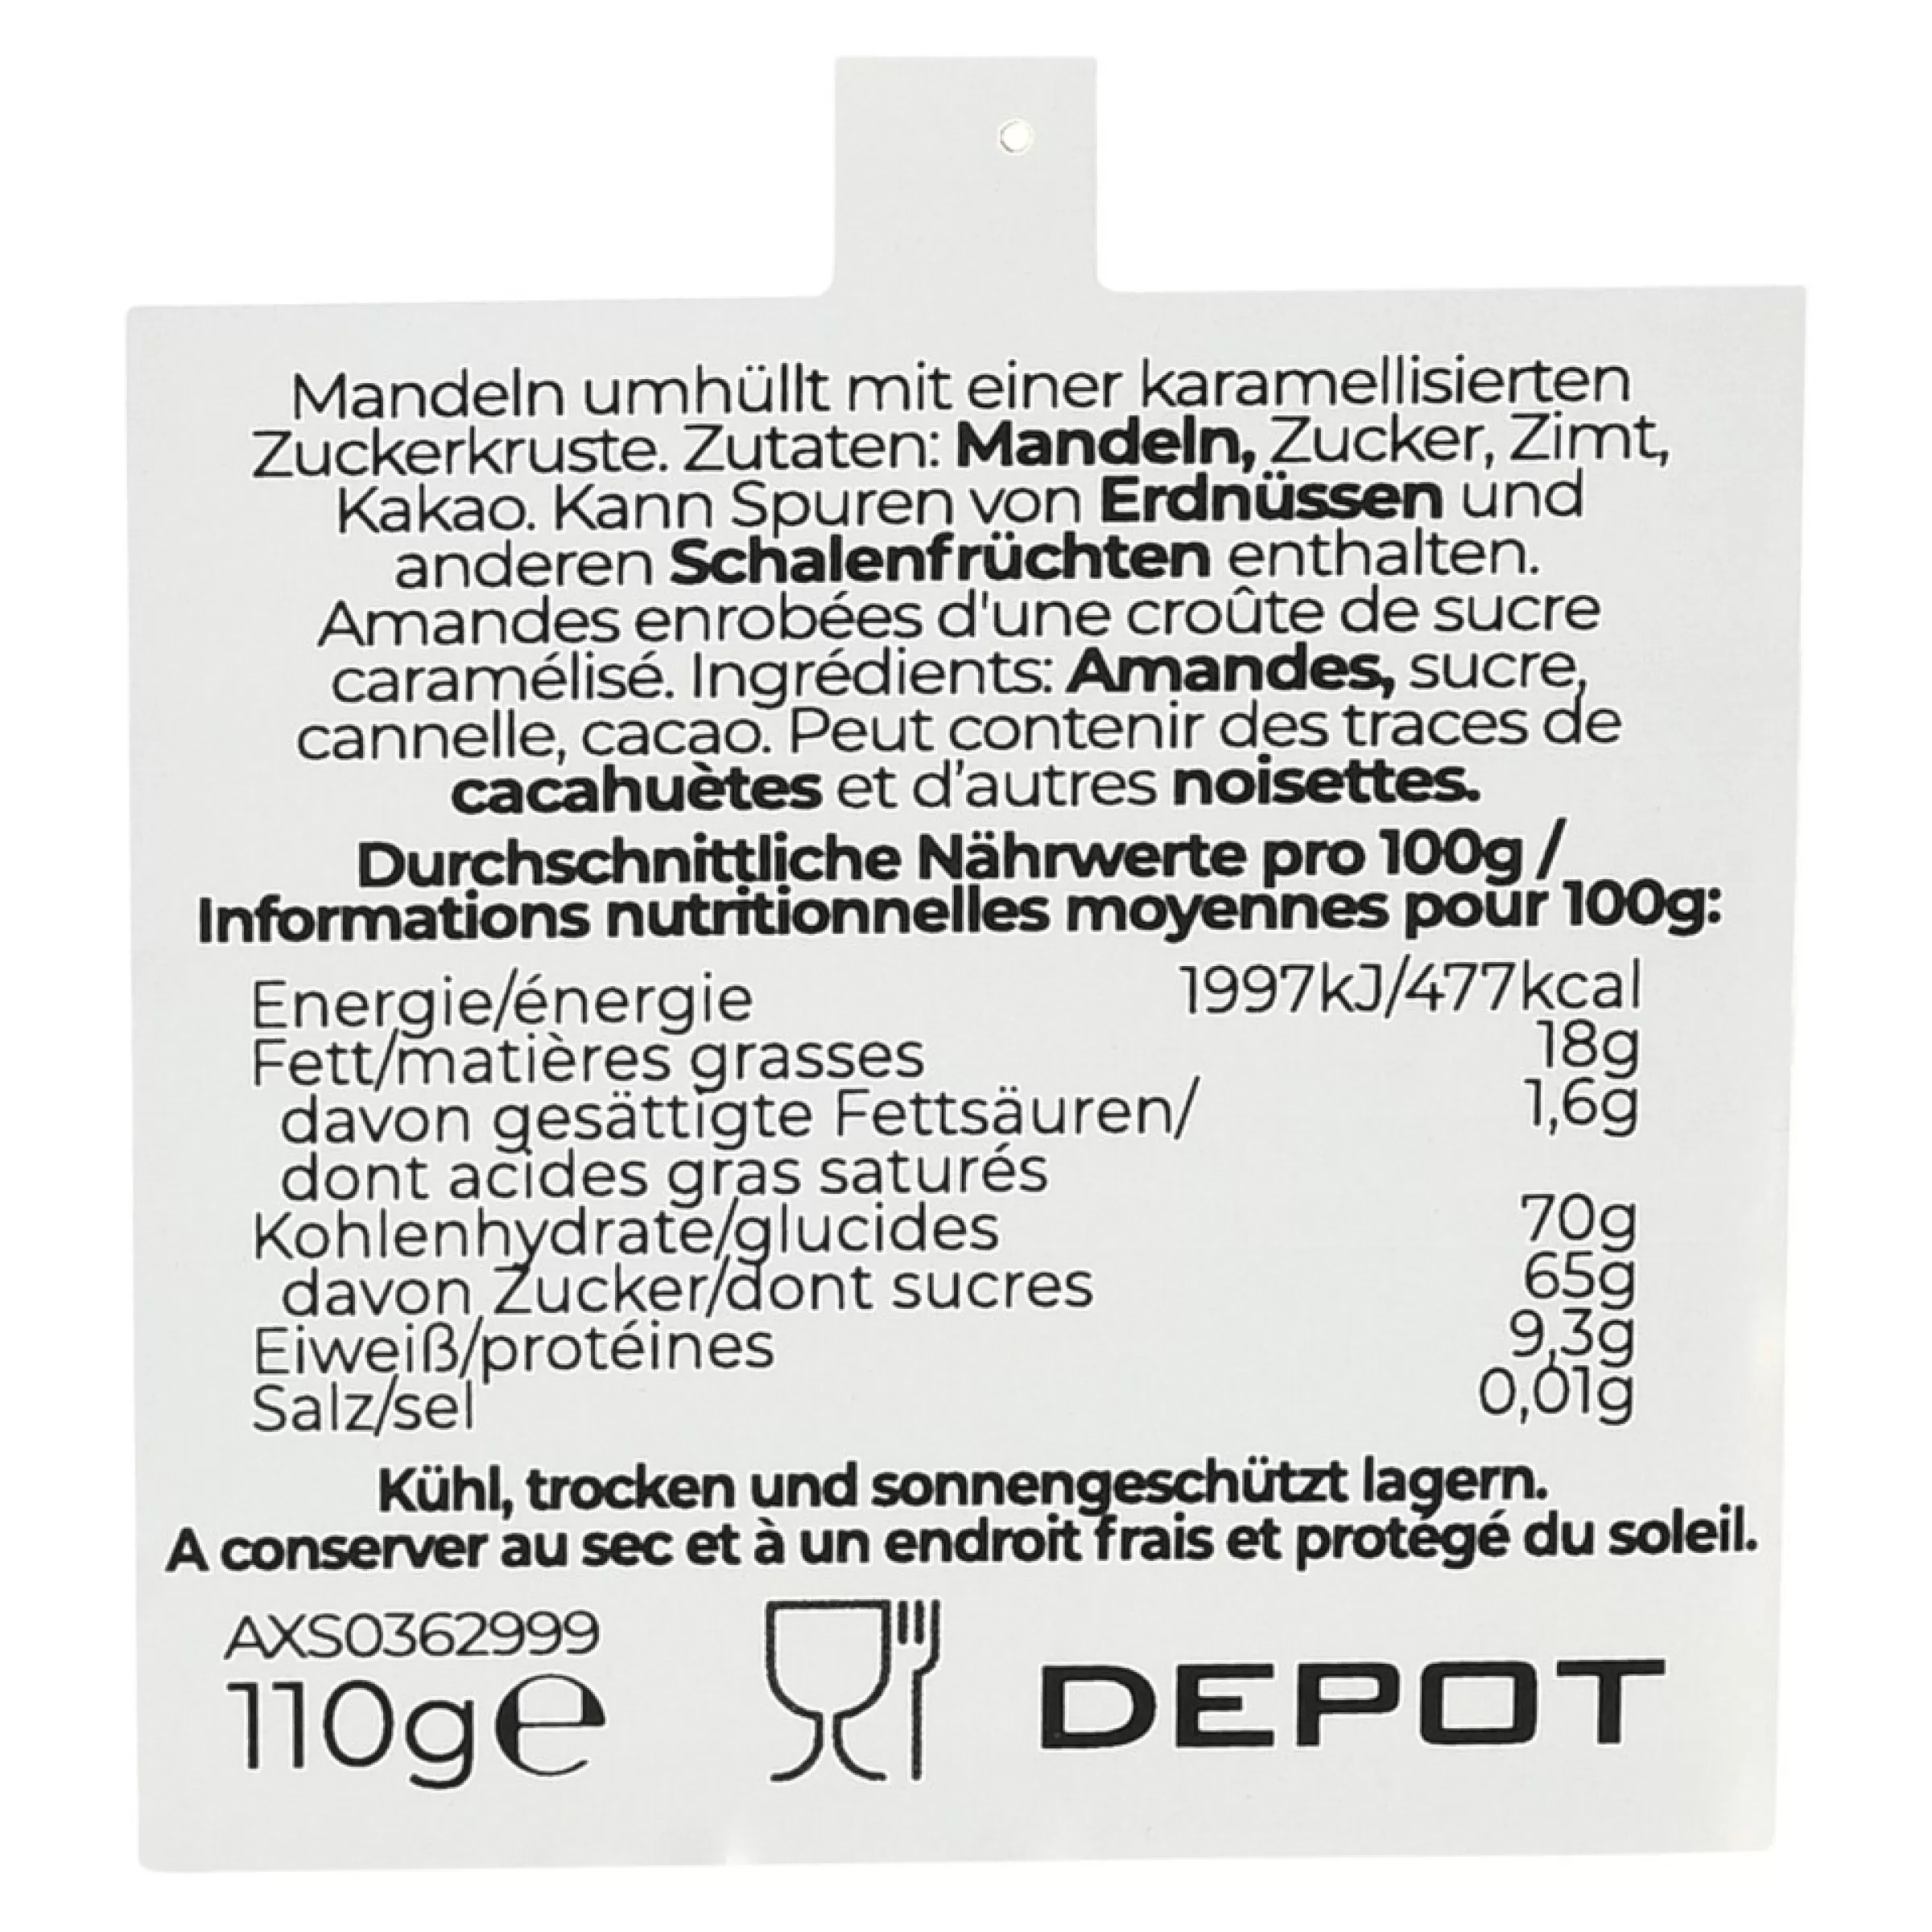 Mandeln umhüllt mit einer karamellisierten
Zuckerkruste. Zutaten: Mandeln, Zucker, Zimt,
Kakao. Kann Spuren von Erdnüssen und
anderen Schalenfrüchten enthalten.
Amandes enrobées d'une croûte de sucre
caramélisé. Ingrédients: Amandes, sucre,
cannelle, cacao. Peut contenir des traces de
cacahuètes et d’autres noisettes.
Durchschnittliche Nährwerte pro 100g /
Informations nutritionnelles moyennes pour 100g:
Energie/énergie 1997kJ/477kcal
Fett/matières grasses 18g
davon gesättigte Fettsäuren/ 1,6g
dont acides gras saturés
Kohlenhydrate/glucides 70g
davon Zucker/dont sucres 65g
Eiweiß/protéines 9,3g
Salz/sel 0,01g
Kühl, trocken und sonnengeschützt lagern.
A conserver au sec et à un endroit frais et protégé du soleil.
AXS0362999
110g℮
DEPOT